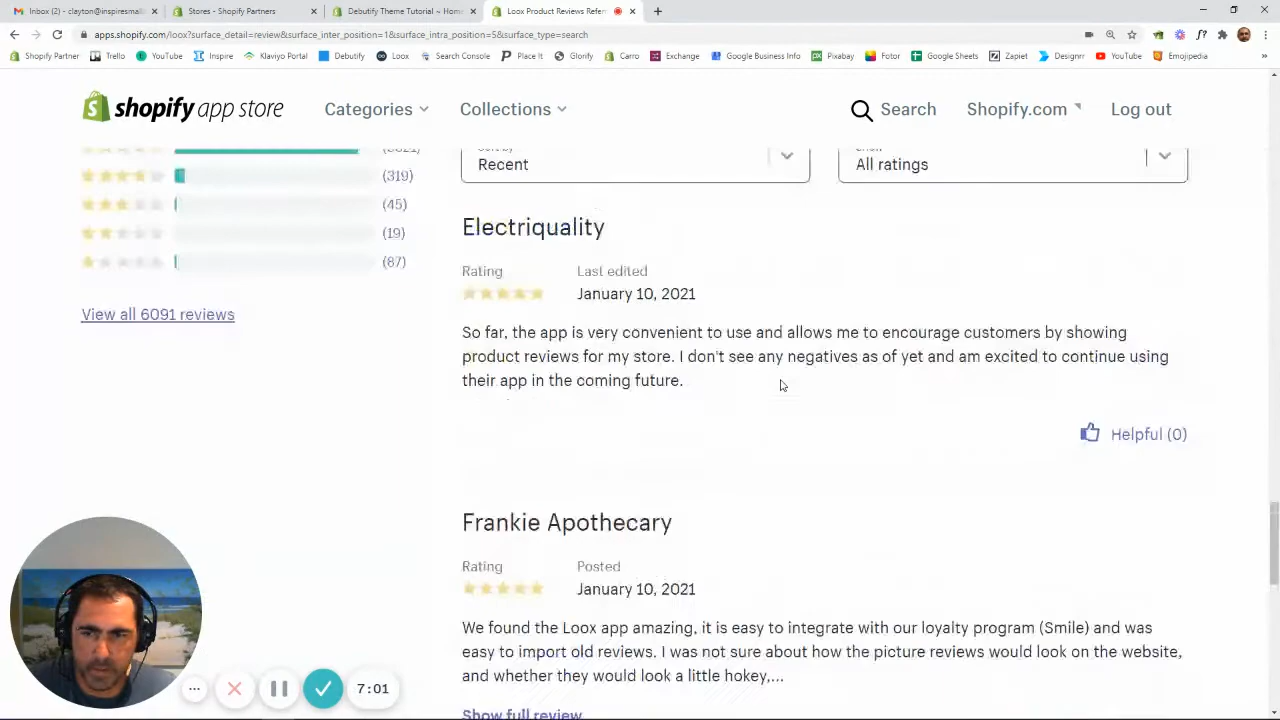 Inbox (2) - clayton@inspiresmall
Stores - Shopify Partners
Debutify Theme Tutorial ~ Home
Loox Product Reviews Refer
apps.shopify.com/loox?surface_detail=review&surface_inter_position=1&surface_intra_position=5&surface_type=search
Shopify Partner
Trello
YouTube
Inspire
Klaviyo Portal
Debutify
Loox
Search Console
Place It
Glorify
Carro
Exchange
Google Business Info
Pixabay
Fotor
Google Sheets
Zapiet
Designrr
YouTube
Emojipedia
shopify app store
Categories
Collections
Search
Shopify.com
Log out
Recent
All ratings
(319)
(45)
(19)
(87)
View all 6091 reviews
Electriquality
Rating
Last edited
January 10, 2021
So far, the app is very convenient to use and allows me to encourage customers by showing
product reviews for my store. I don't see any negatives as of yet and am excited to continue using
their app in the coming future.
Helpful (0)
Frankie Apothecary
Rating
Posted
January 10, 2021
We found the Loox app amazing, it is easy to integrate with our loyalty program (Smile) and was
easy to import old reviews. I was not sure about how the picture reviews would look on the website,
and whether they would look a little hokey,...
Show full review
7:01